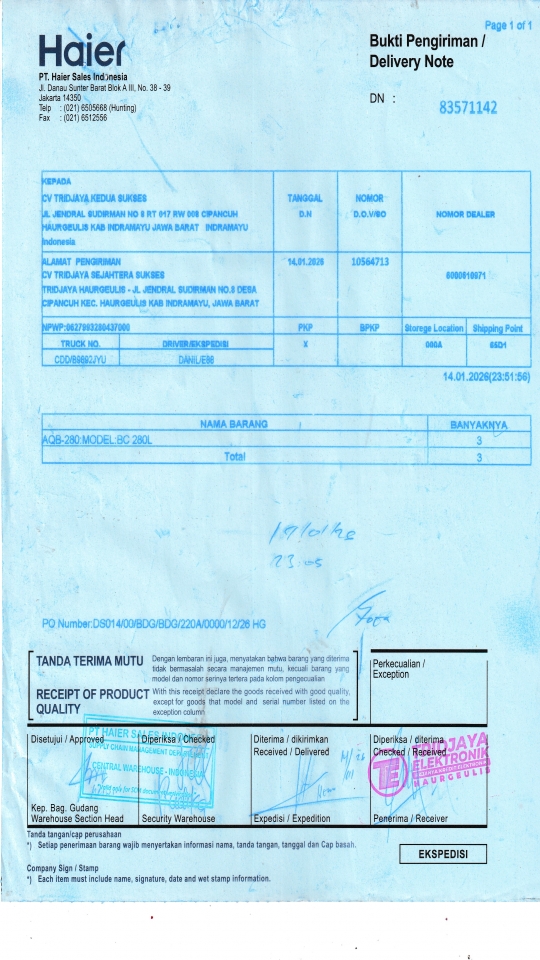 Page 1 of 1
Haier
PT. Haier Sales Indonesia
Jl. Danau Sunter Barat Blok A III, No. 38 - 39
Jakarta 14350
Telp : (021) 6505668 (Hunting)
Fax : (021) 6512556
Bukti Pengiriman /
Delivery Note
DN :
83571142
KEPADA
CV TRIDJAYA KEDUA SUKSES
JL JENDRAL SUDIRMAN NO 8 RT 017 RW 008 CIPANCUH
HAURGEULIS KAB INDRAMAYU JAWA BARAT INDRAMAYU
Indonesia
TANGGAL
D.N
NOMOR
D.O.V/SO
NOMOR DEALER
ALAMAT PENGIRIMAN
CV TRIDJAYA SEJAHTERA SUKSES
TRIDJAYA HAURGEULIS - JL JENDRAL SUDIRMAN NO.8 DESA
CIPANCUH KEC. HAURGEULIS KAB INDRAMAYU, JAWA BARAT
14.01.2026
10564713
PKP
BPKP
Storege Location
Shipping Point
TRUCK NO.
DRIVER/EKSPEDISI
X
14.01.2026(23:51:56)
NAMA BARANG
BANYAKNYA
AQB-280:MODEL:BC 280L
3
Total
3
23:05
PO Number:DS014/00/BDG/BDG/220A/0000/12/26 HG
TANDA TERIMA MUTU
Dengan lembaran ini juga, menyatakan bahwa barang yang diterima
tidak bermasalah secara manajemen mutu, kecuali barang yang
model dan nomor serinya tertera pada kolom pengecualian
RECEIPT OF PRODUCT
QUALITY
With this receipt declare the goods received with good quality,
except for goods that model and serial number listed on the
exception column
Perkecualian /
Exception
Disetujui / Approved
Diperiksa / Checked
Diterima / dikirimkan
Received / Delivered
Diperiksa / diterima
Checked / Received
PT HAIER SALES INDONESIA
SUPPLY CHAIN MANAGEMENT DEPARTMENT
CENTRAL WAREHOUSE - INDONESIA
TRIDJAYA
ELEKTRONIK
HAURGEULIS
Kep. Bag. Gudang
Warehouse Section Head
Security Warehouse
Expedisi / Expedition
Penerima / Receiver
Tanda tangan/cap perusahaan
*) Setiap penerimaan barang wajib menyertakan informasi nama, tanda tangan, tanggal dan Cap basah.
EKSPEDISI
Company Sign / Stamp
*) Each item must include name, signature, date and wet stamp information.